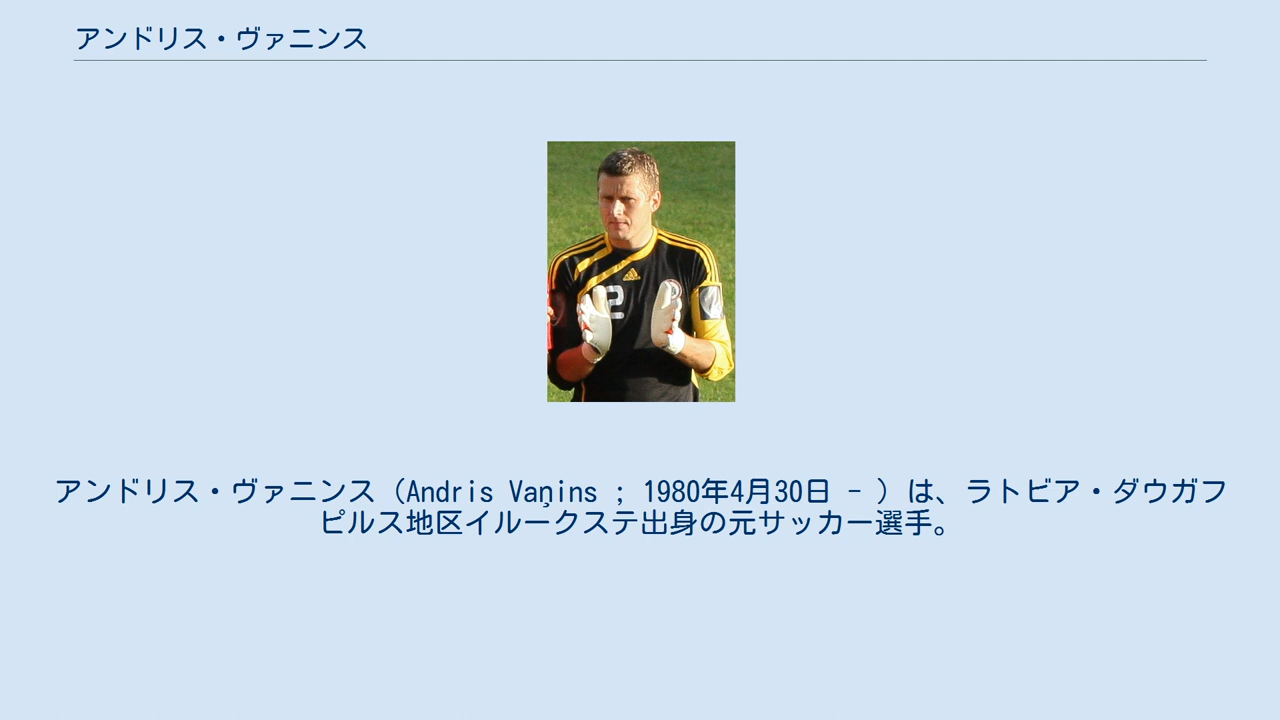 アンドリス・ヴァニンス
2
アンドリス・ヴァニンス（Andris Vaņins ; 1980年4月30日 - ）は、ラトビア・ダウガフ
ピルス地区イルークステ出身の元サッカー選手。